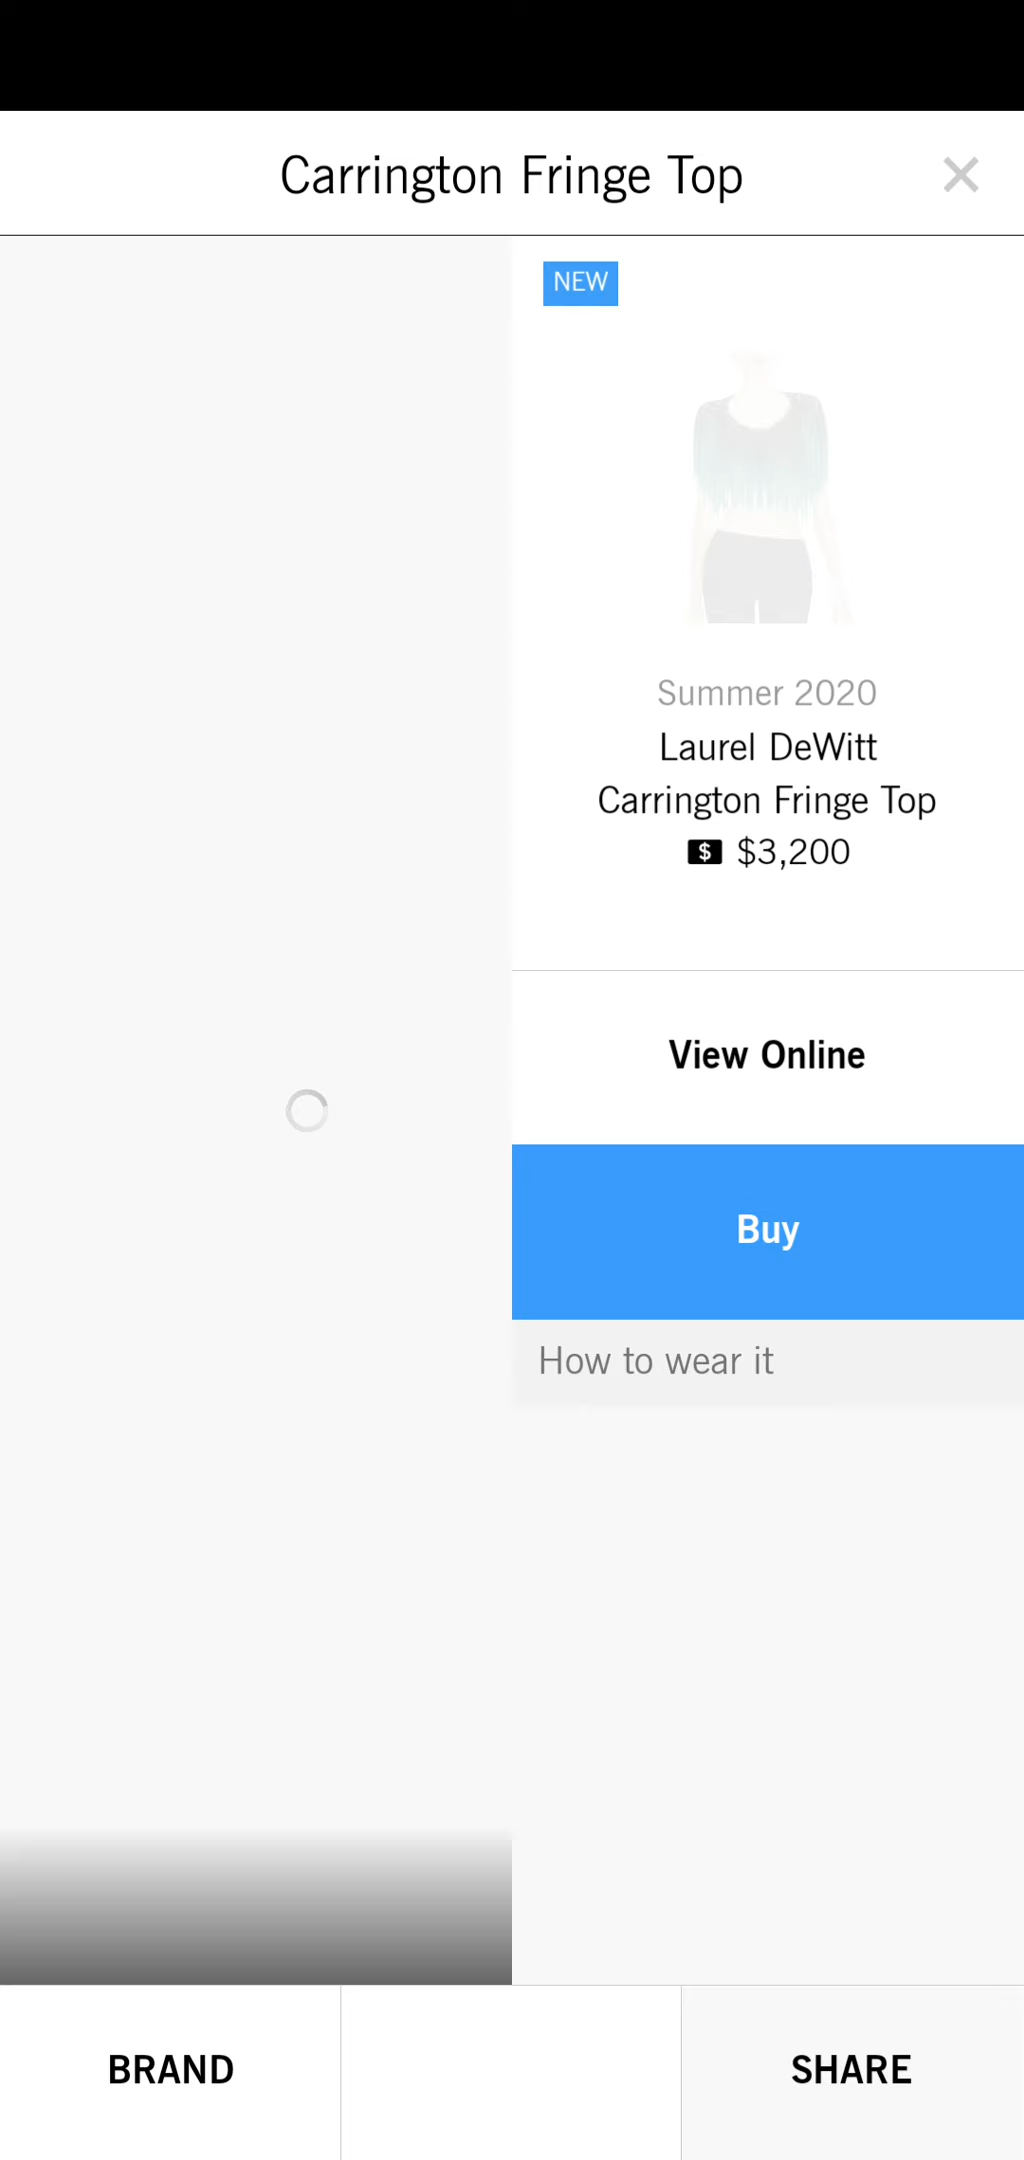 Carrington Fringe Top
NEW
Summer 2020
Laurel DeWitt
Carrington Fringe Top
$ $3,200
View Online
Buy
How to wear it
BRAND
SHARE